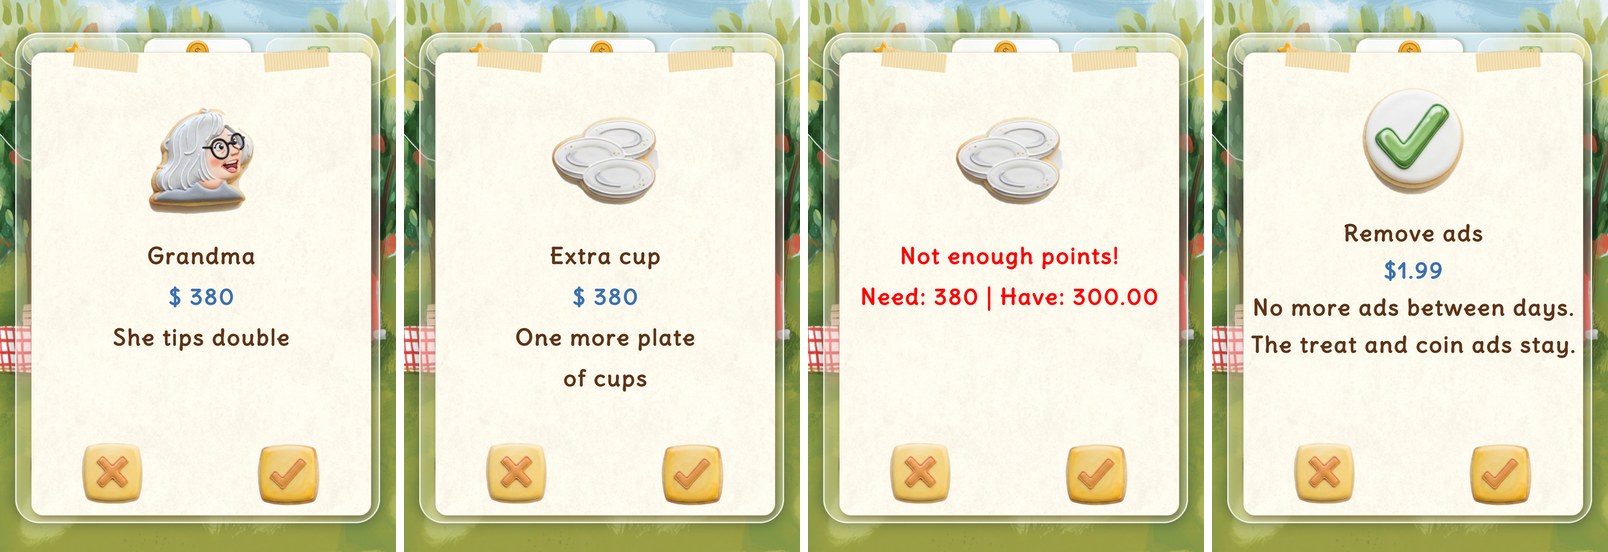 Grandma
$ 380
She tips double
Extra cup
$ 380
One more plate
of cups
Not enough points!
Need: 380 | Have: 300.00
Remove ads
$1.99
No more ads between days.
The treat and coin ads stay.